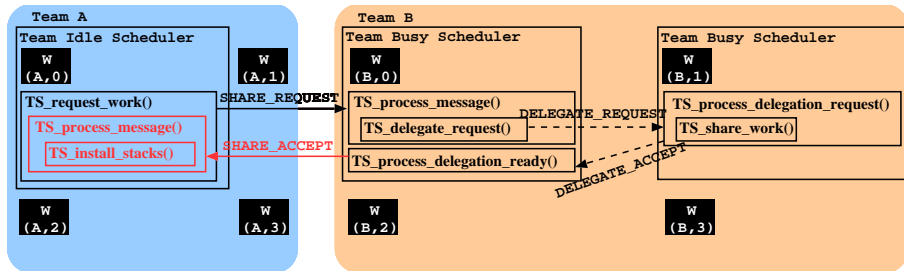 Team A
Team Idle Scheduler
W
(A,0)
W
(A,1)
TS_request_work()
TS_process_message()
TS_install_stacks()
W
(A,2)
W
(A,3)
SHARE_REQUEST
SHARE_ACCEPT
Team B
Team Busy Scheduler
W
(B,0)
TS_process_message()
TS_delegate_request()
TS_process_delegation_ready()
W
(B,2)
DELEGATE_REQUEST
DELEGATE_ACCEPT
Team Busy Scheduler
W
(B,1)
TS_process_delegation_request()
TS_share_work()
W
(B,3)